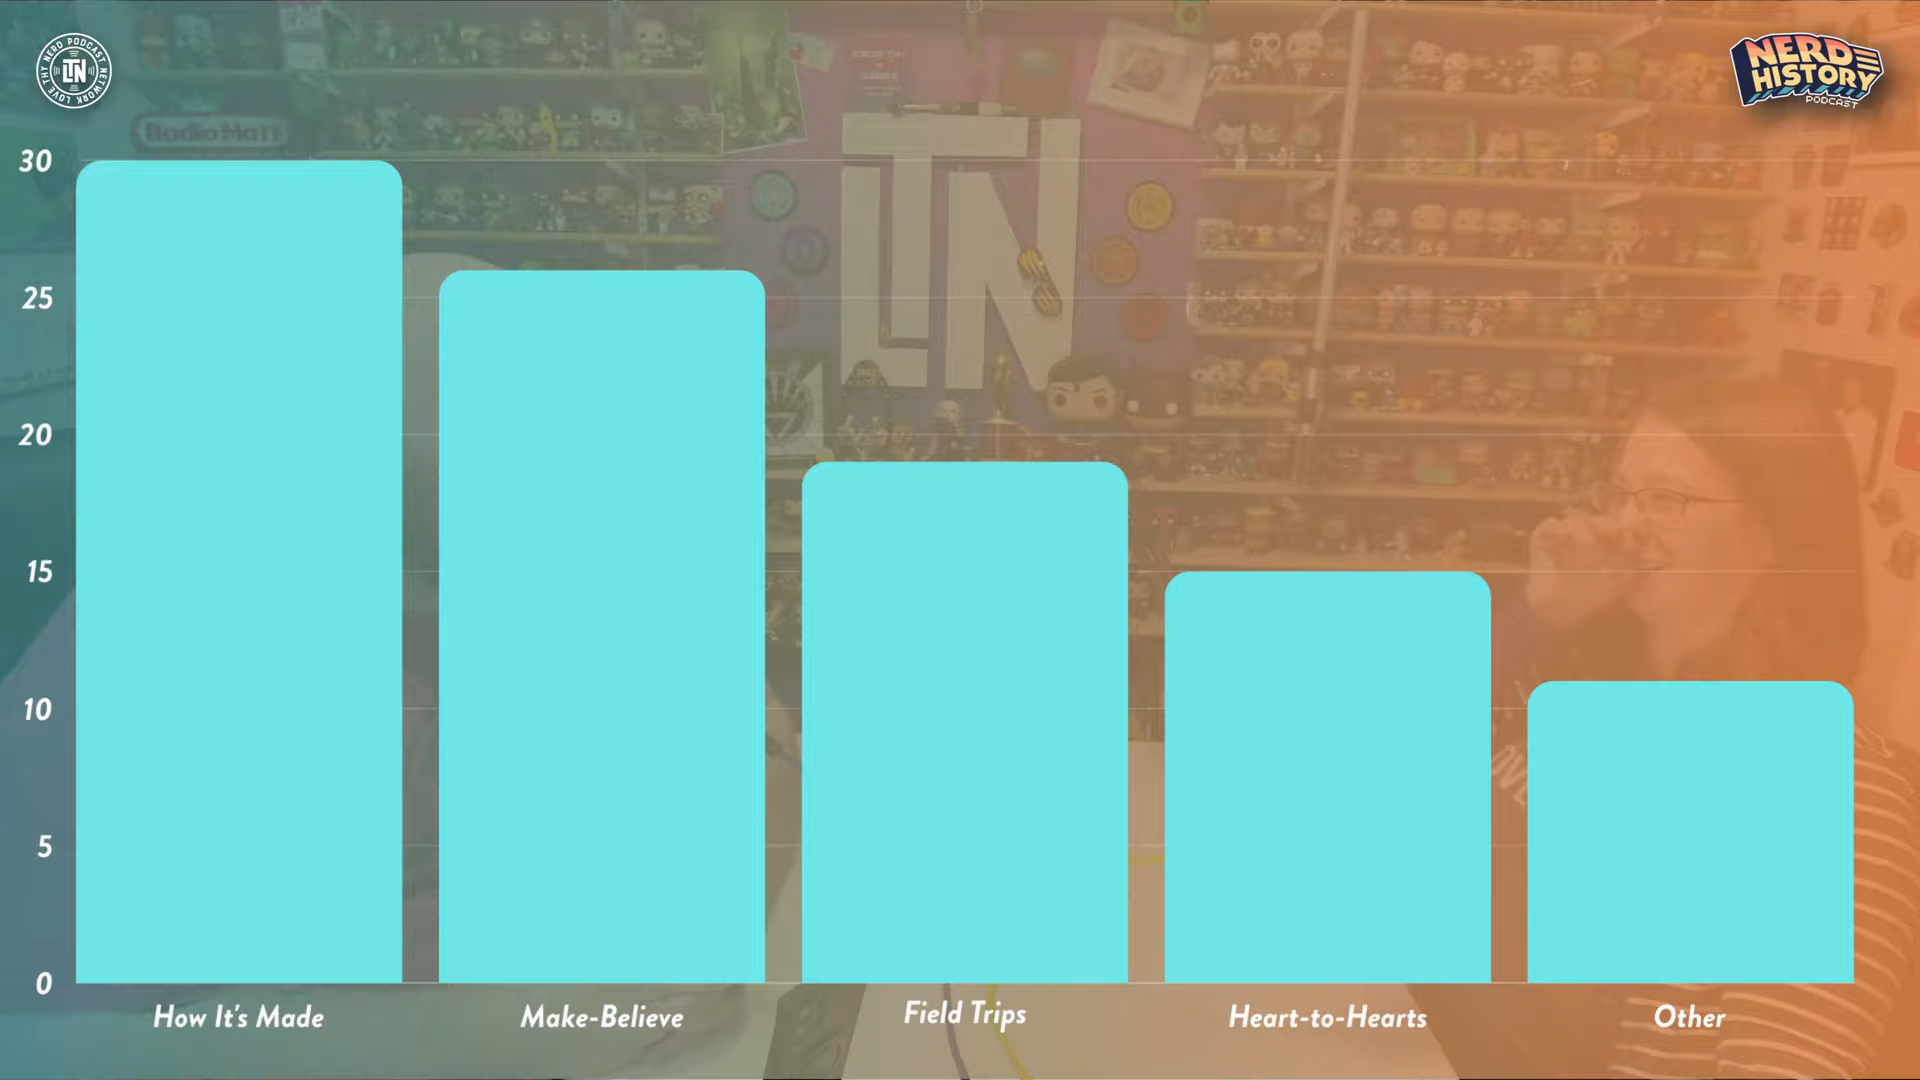 LOVE THY NERD PODCAST NETWORK
LTN
NERD
HISTORY
PODCAST
Radio Matt
LTN
30
25
20
15
10
5
0
How It's Made
Make-Believe
Field Trips
Heart-to-Hearts
Other